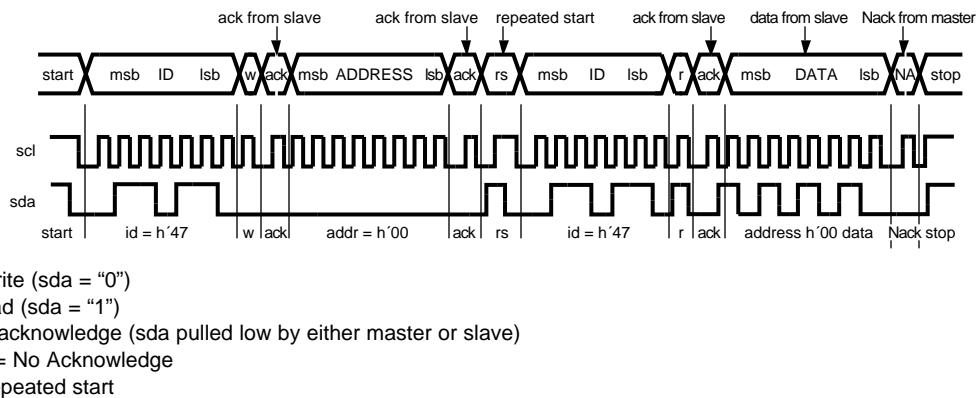 ack from slave ack from slave repeated start ack from slave data from slave Nack from master
start msb ID lsb w ack msb ADDRESS lsb ack rs msb ID lsb r ack msb DATA lsb NA stop
scl
sda
start id = h´47 w ack addr = h´00 ack rs id = h´47 r ack address h´00 data Nack stop
rite (sda = “0”)
ad (sda = “1”)
acknowledge (sda pulled low by either master or slave)
= No Acknowledge
epeated start